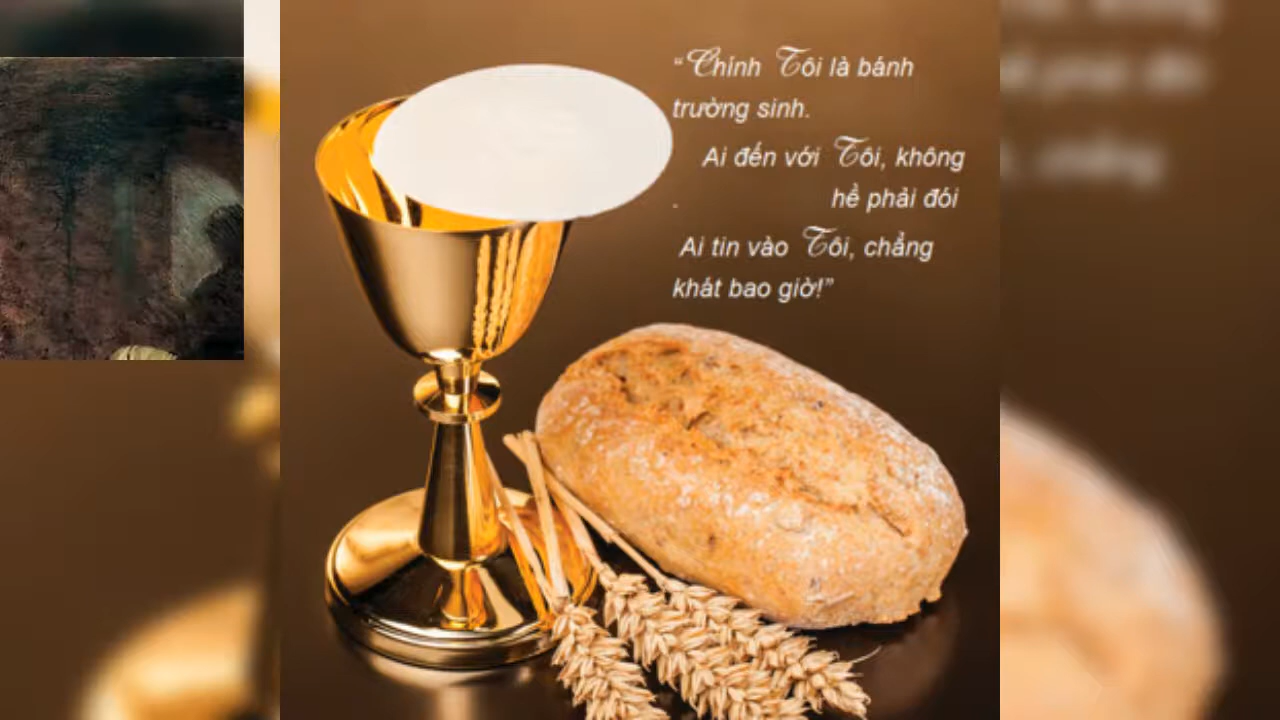 “Chính Tôi là bánh
trường sinh.
Ai đến với Tôi, không
hề phải đói
.
Ai tin vào Tôi, chẳng
khát bao giờ!”